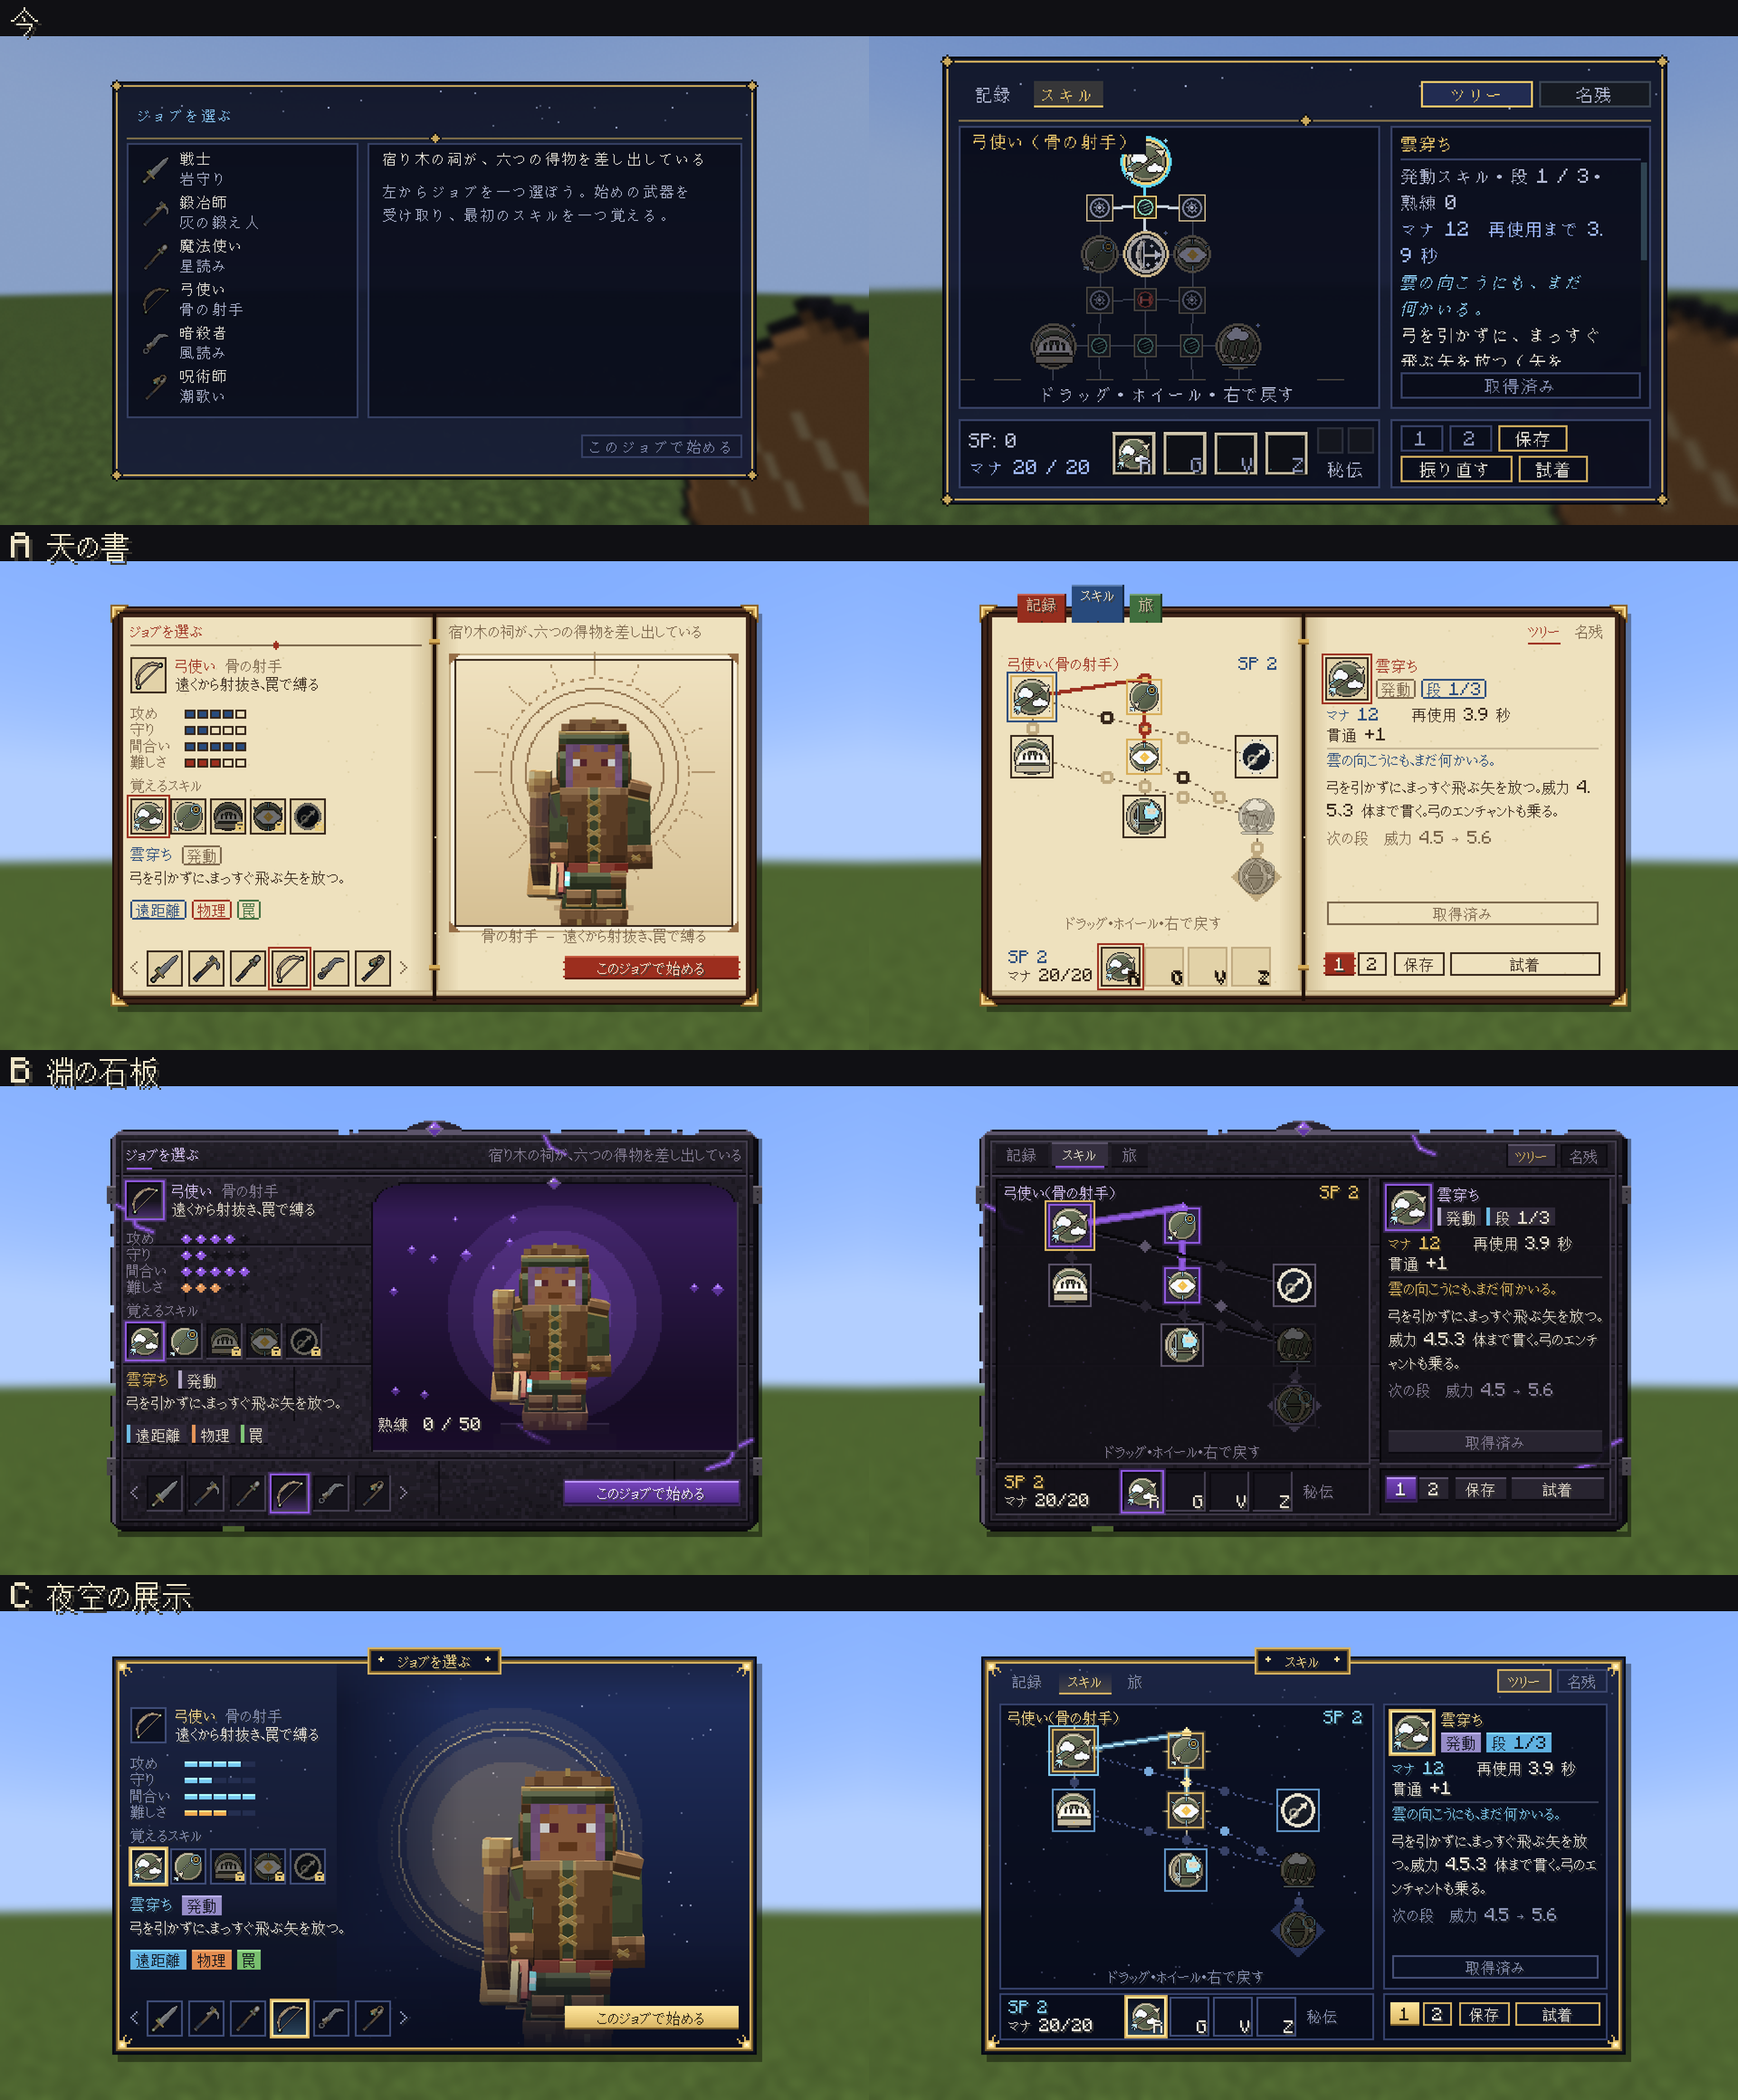 今
ジョブを選ぶ
戦士
岩守り
鍛冶師
灰の鍛え人
魔法使い
星読み
弓使い
骨の射手
暗殺者
風読み
呪術師
潮歌い
宿り木の祠が、六つの得物を差し出している
左からジョブを一つ選ぼう。始めの武器を
受け取り、最初のスキルを一つ覚える。
このジョブで始める
記録 スキル
ツリー 名残
弓使い(骨の射手)
ドラッグ・ホイール・右で戻す
雲穿ち
発動スキル・段 1 / 3・
熟練 0
マナ 12 再使用まで 3.
9 秒
雲の向こうにも、まだ
何かいる。
弓を引かずに、まっすぐ
飛ぶ矢を放つ(矢を
取得済み
SP: 0
マナ 20 / 20
R G V Z
秘伝
1 2 保存
振り直す 試着
A 天の書
ジョブを選ぶ
弓使い 骨の射手
遠くから射抜き、罠で縛る
攻め
守り
間合い
難しさ
覚えるスキル
雲穿ち 発動
弓を引かずに、まっすぐ飛ぶ矢を放つ。
遠距離 物理 罠
宿り木の祠が、六つの得物を差し出している
骨の射手 - 遠くから射抜き、罠で縛る
このジョブで始める
記録 スキル 旅
弓使い(骨の射手) SP 2
ドラッグ・ホイール・右で戻す
SP 2
マナ 20/20
R G V Z
ツリー 名残
雲穿ち
発動 段 1/3
マナ 12 再使用 3.9 秒
貫通 +1
雲の向こうにも、まだ何かいる。
弓を引かずに、まっすぐ飛ぶ矢を放つ。威力 4.
5、3 体まで貫く。弓のエンチャントも乗る。
次の段 威力 4.5 → 5.6
取得済み
1 2 保存 試着
B 淵の石板
ジョブを選ぶ
宿り木の祠が、六つの得物を差し出している
弓使い 骨の射手
遠くから射抜き、罠で縛る
攻め
守り
間合い
難しさ
覚えるスキル
雲穿ち 発動
弓を引かずに、まっすぐ飛ぶ矢を放つ。
遠距離 物理 罠
熟練 0 / 50
このジョブで始める
記録 スキル 旅
ツリー 名残
弓使い(骨の射手) SP 2
ドラッグ・ホイール・右で戻す
SP 2
マナ 20/20
R G V Z
秘伝
雲穿ち
発動 段 1/3
マナ 12 再使用 3.9 秒
貫通 +1
雲の向こうにも、まだ何かいる。
弓を引かずに、まっすぐ飛ぶ矢を放つ。
威力 4.5、3 体まで貫く。弓のエンチ
ャントも乗る。
次の段 威力 4.5 → 5.6
取得済み
1 2 保存 試着
C 夜空の展示
ジョブを選ぶ
弓使い 骨の射手
遠くから射抜き、罠で縛る
攻め
守り
間合い
難しさ
覚えるスキル
雲穿ち 発動
弓を引かずに、まっすぐ飛ぶ矢を放つ。
遠距離 物理 罠
このジョブで始める
スキル
記録 スキル 旅
ツリー 名残
弓使い(骨の射手) SP 2
ドラッグ・ホイール・右で戻す
SP 2
マナ 20/20
R G V Z
秘伝
雲穿ち
発動 段 1/3
マナ 12 再使用 3.9 秒
貫通 +1
雲の向こうにも、まだ何かいる。
弓を引かずに、まっすぐ飛ぶ矢を放
つ。威力 4.5、3 体まで貫く。弓のエ
ンチャントも乗る。
次の段 威力 4.5 → 5.6
取得済み
1 2 保存 試着